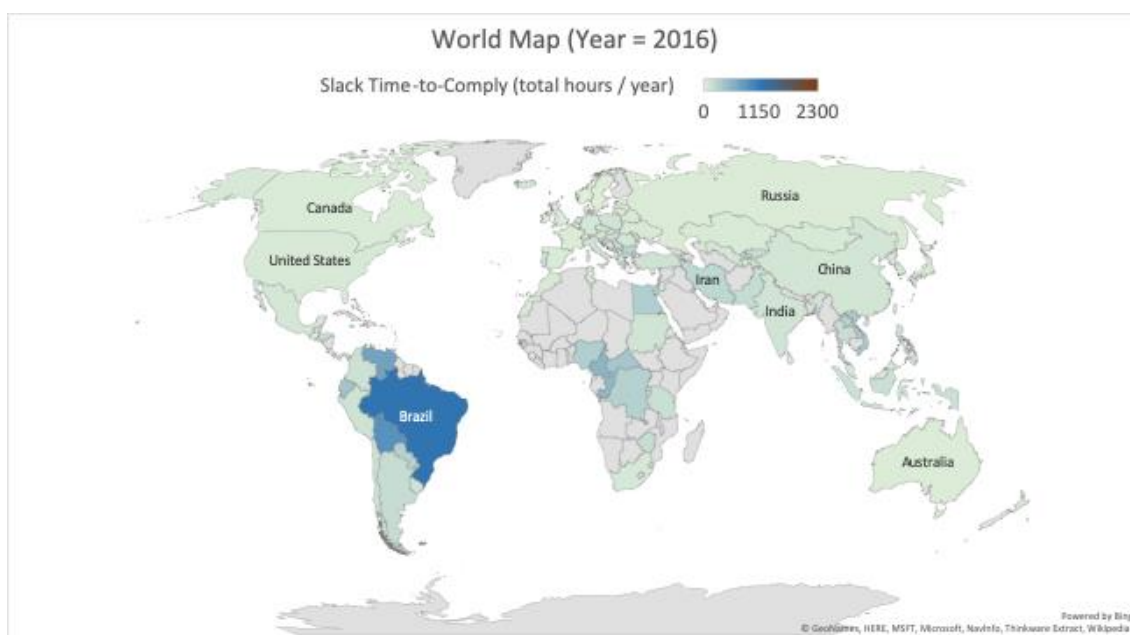 World Map (Year = 2016)
Slack Time-to-Comply (total hours / year)
0 1150 2300
Canada
Russia
United States
China
Iran
India
Brazil
Australia
Powered by Bing
© GeoNames, HERE, MSFT, Microsoft, NavInfo, Thinkware Extract, Wikipedia